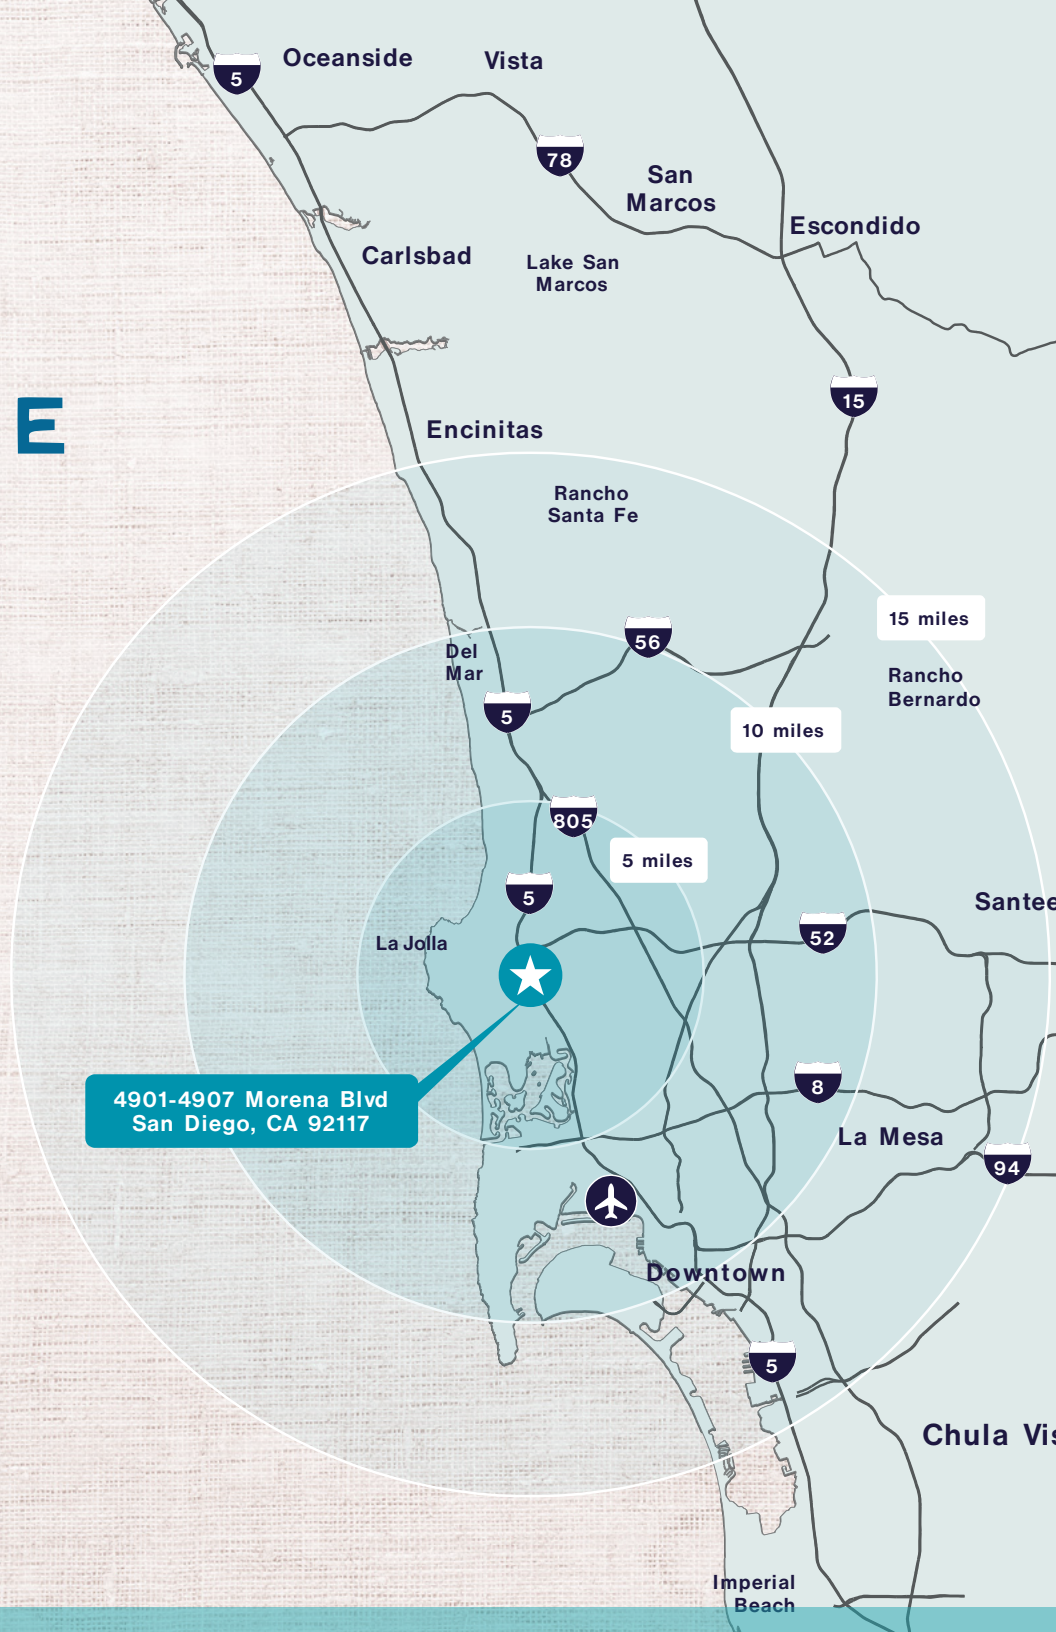 Oceanside
Vista
5
78
San
Marcos
Escondido
Carlsbad
Lake San
Marcos
15
E
Encinitas
Rancho
Santa Fe
15 miles
56
Del
Mar
Rancho
Bernardo
5
10 miles
805
5 miles
5
Santee
52
La Jolla
8
4901-4907 Morena Blvd
San Diego, CA 92117
La Mesa
94
Downtown
5
Chula Vis
Imperial
Beach